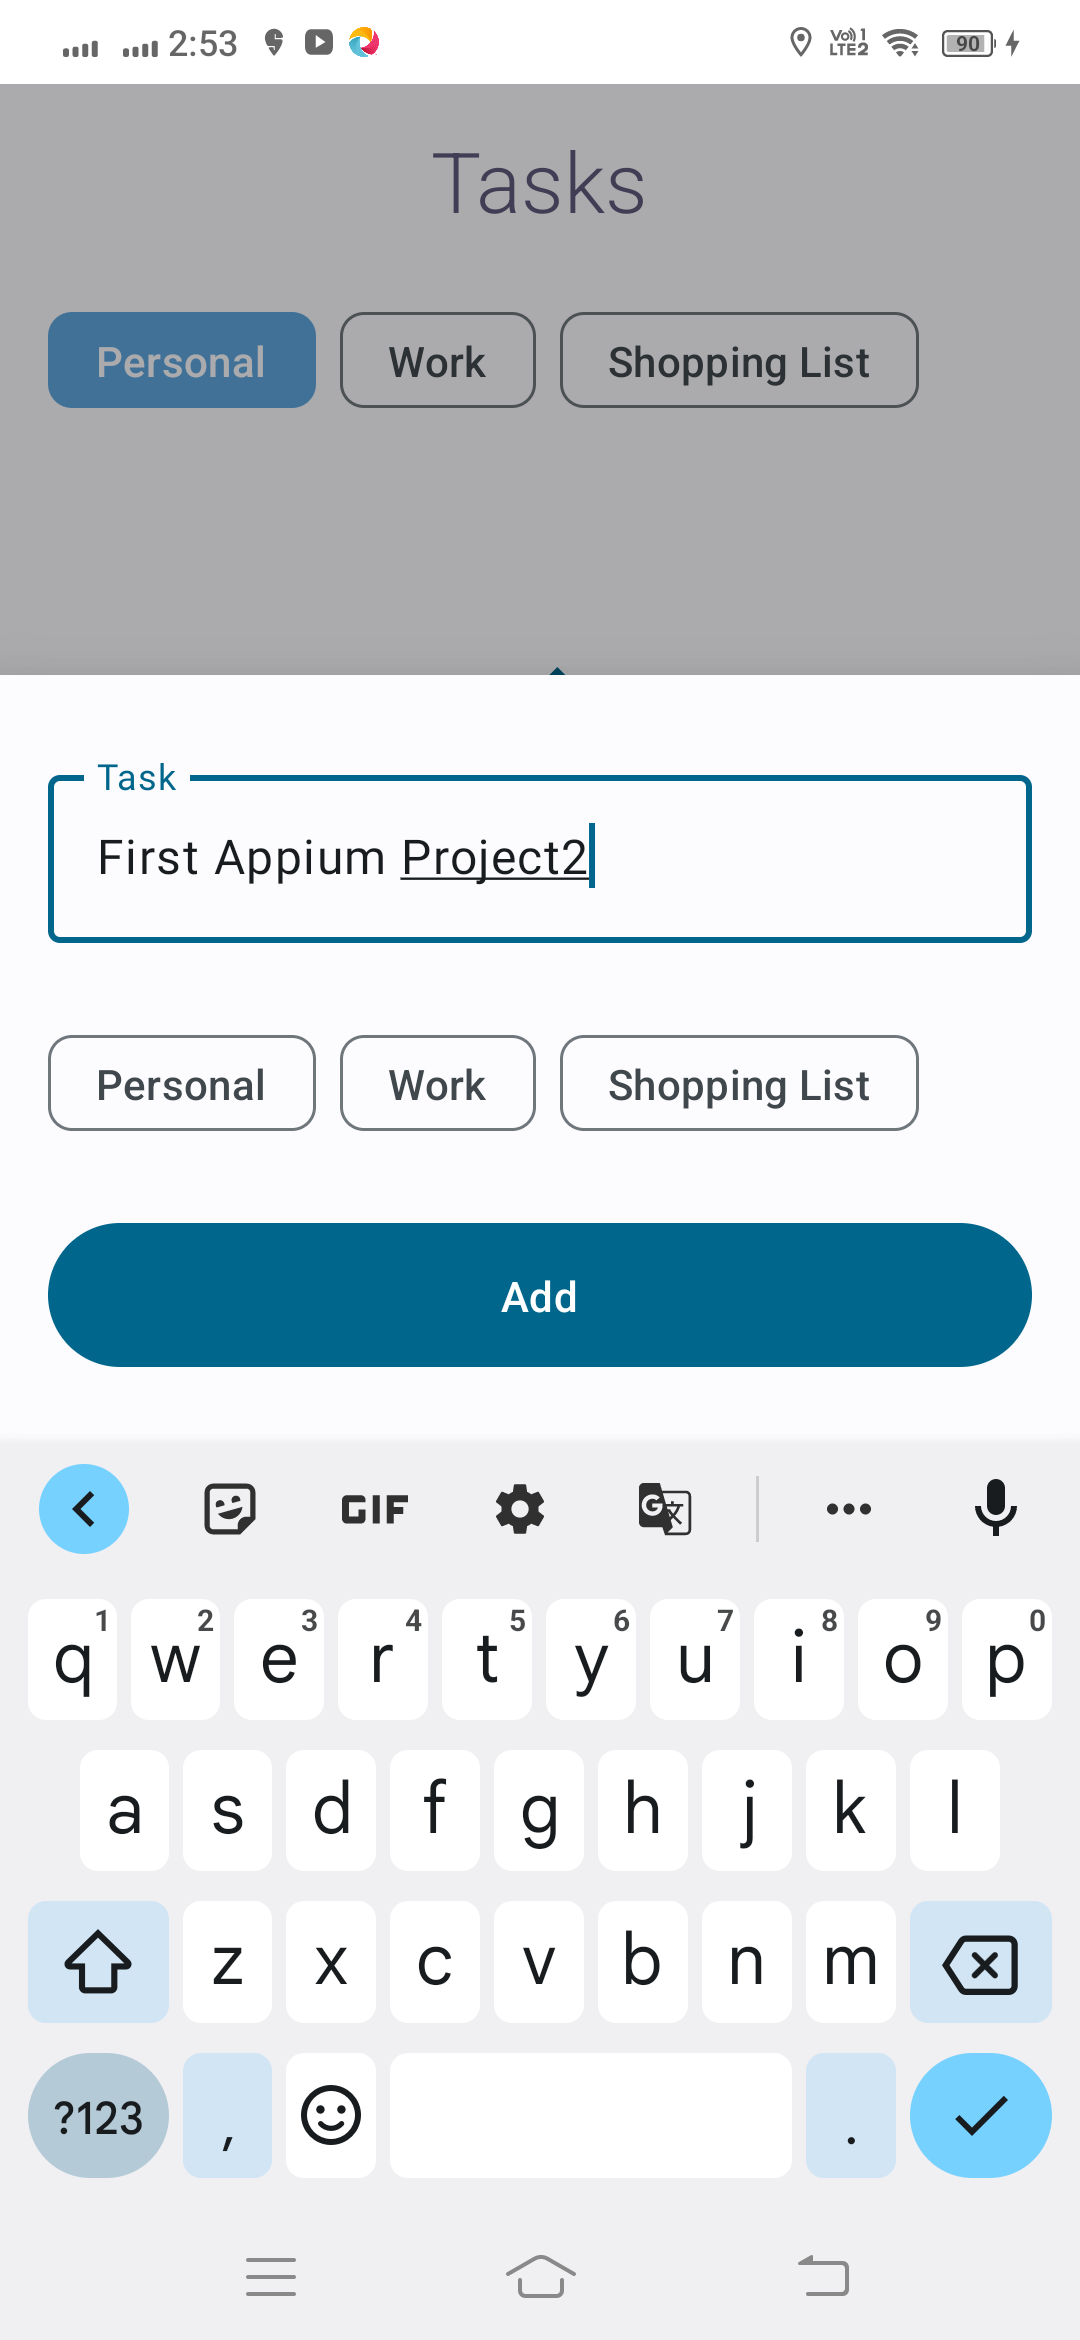 2:53 Vo)) 1 LTE2 90
Tasks
Personal Work Shopping List
Task
First Appium Project2
Personal Work Shopping List
Add
GIF G 文
1 2 3 4 5 6 7 8 9 0
q w e r t y u i o p
a s d f g h j k l
z x c v b n m
?123 , .